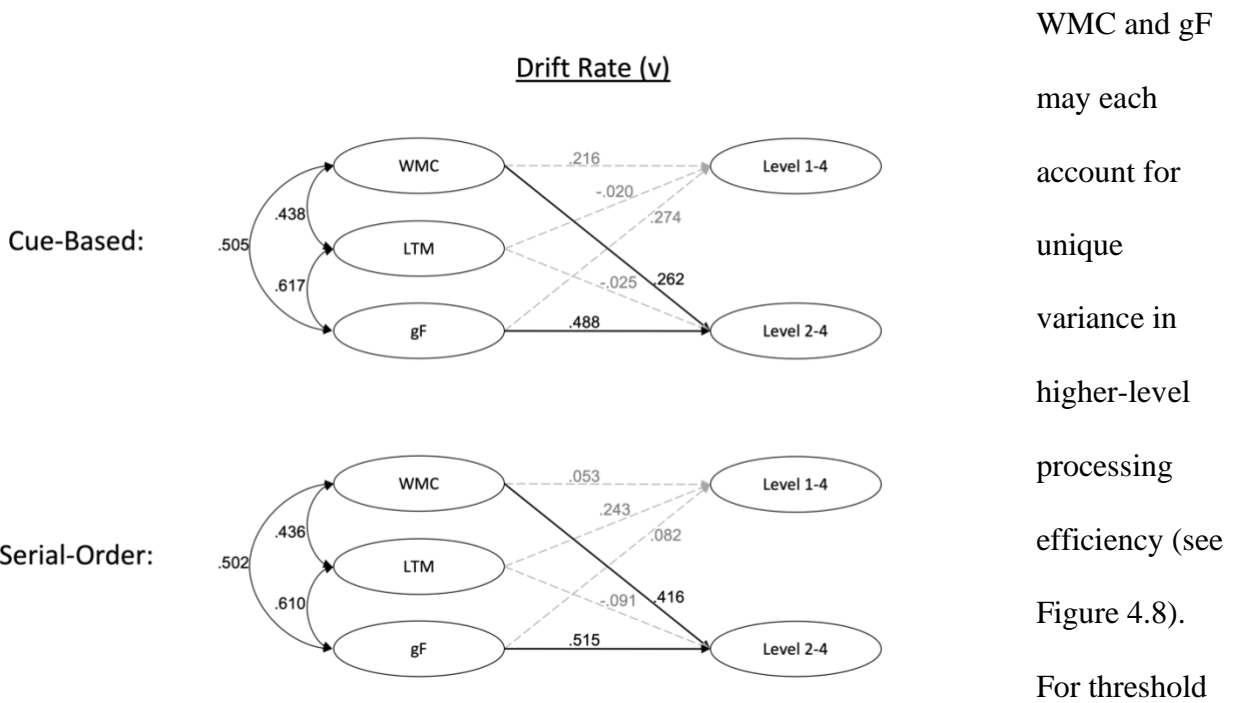 Drift Rate (v)
Cue-Based:
WMC
LTM
gF
Level 1-4
Level 2-4
.505
.438
.617
.216
-.020
.274
-.025
.262
.488
Serial-Order:
WMC
LTM
gF
Level 1-4
Level 2-4
.502
.436
.610
.053
.243
.082
-.091
.416
.515
WMC and gF
may each
account for
unique
variance in
higher-level
processing
efficiency (see
Figure 4.8).
For threshold